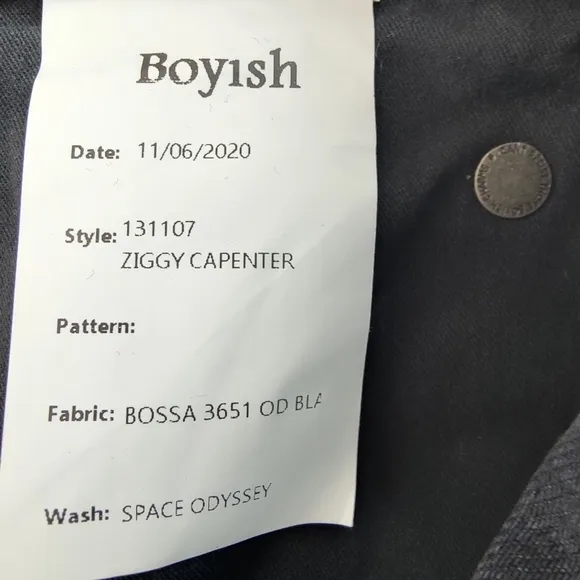 Boyish
Date: 11/06/2020
Style: 131107
ZIGGY CAPENTER
Pattern:
Fabric: BOSSA 3651 OD BLA
Wash: SPACE ODYSSEY